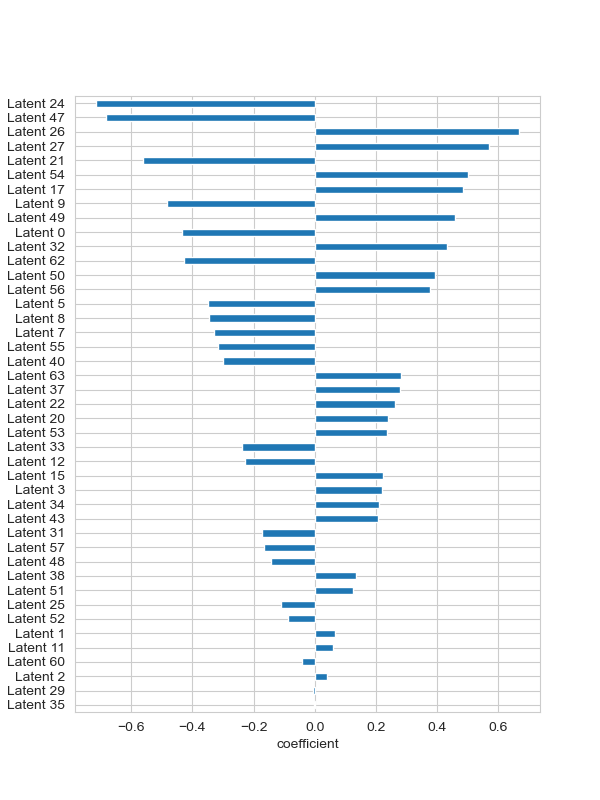 Latent 24
Latent 47
Latent 26
Latent 27
Latent 21
Latent 54
Latent 17
Latent 9
Latent 49
Latent 0
Latent 32
Latent 62
Latent 50
Latent 56
Latent 5
Latent 8
Latent 7
Latent 55
Latent 40
Latent 63
Latent 37
Latent 22
Latent 20
Latent 53
Latent 33
Latent 12
Latent 15
Latent 3
Latent 34
Latent 43
Latent 31
Latent 57
Latent 48
Latent 38
Latent 51
Latent 25
Latent 52
Latent 1
Latent 11
Latent 60
Latent 2
Latent 29
Latent 35
−0.6 −0.4 −0.2 0.0 0.2 0.4 0.6
coefficient